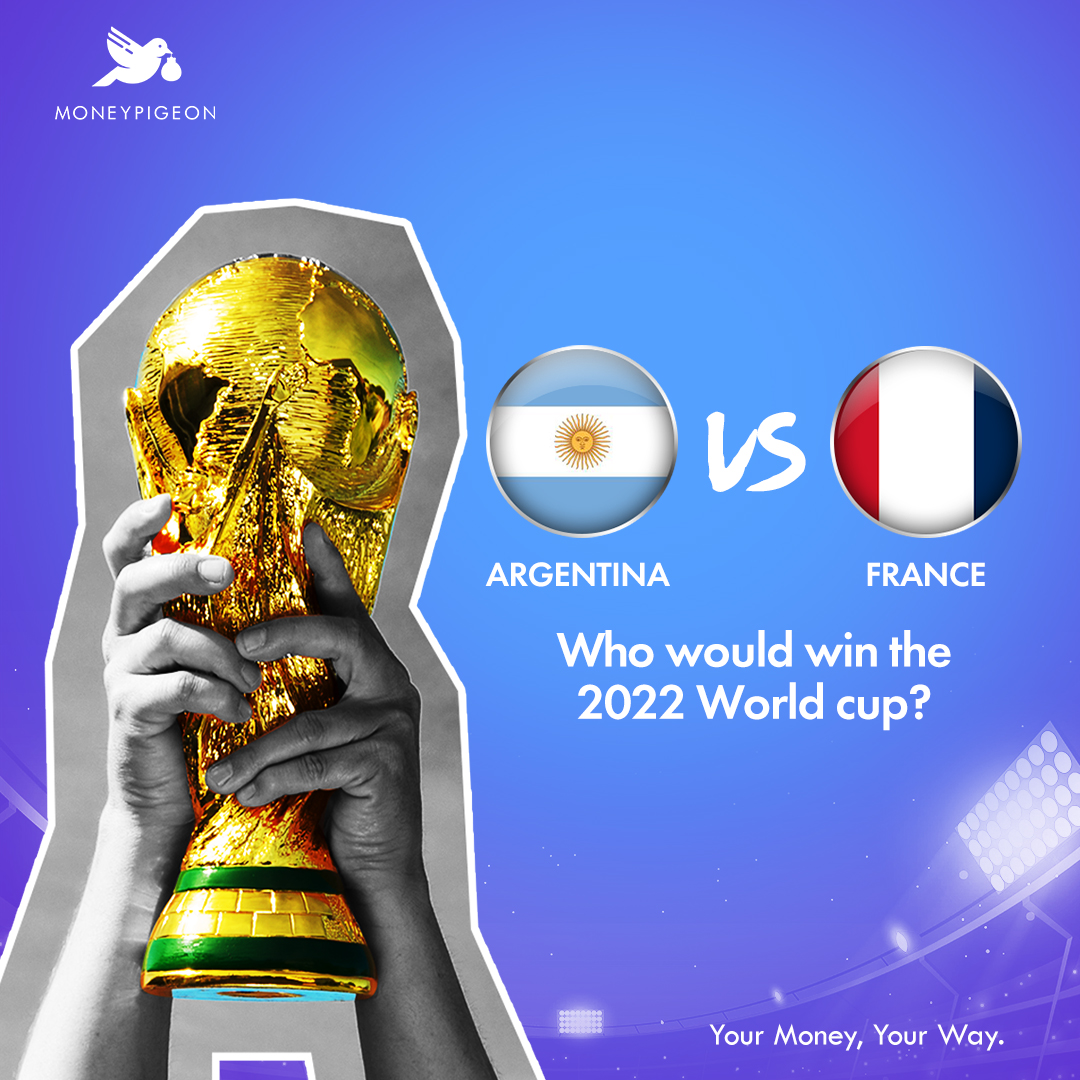 MONEYPIGEON
ARGENTINA
VS
FRANCE
Who would win the
2022 World cup?
Your Money, Your Way.